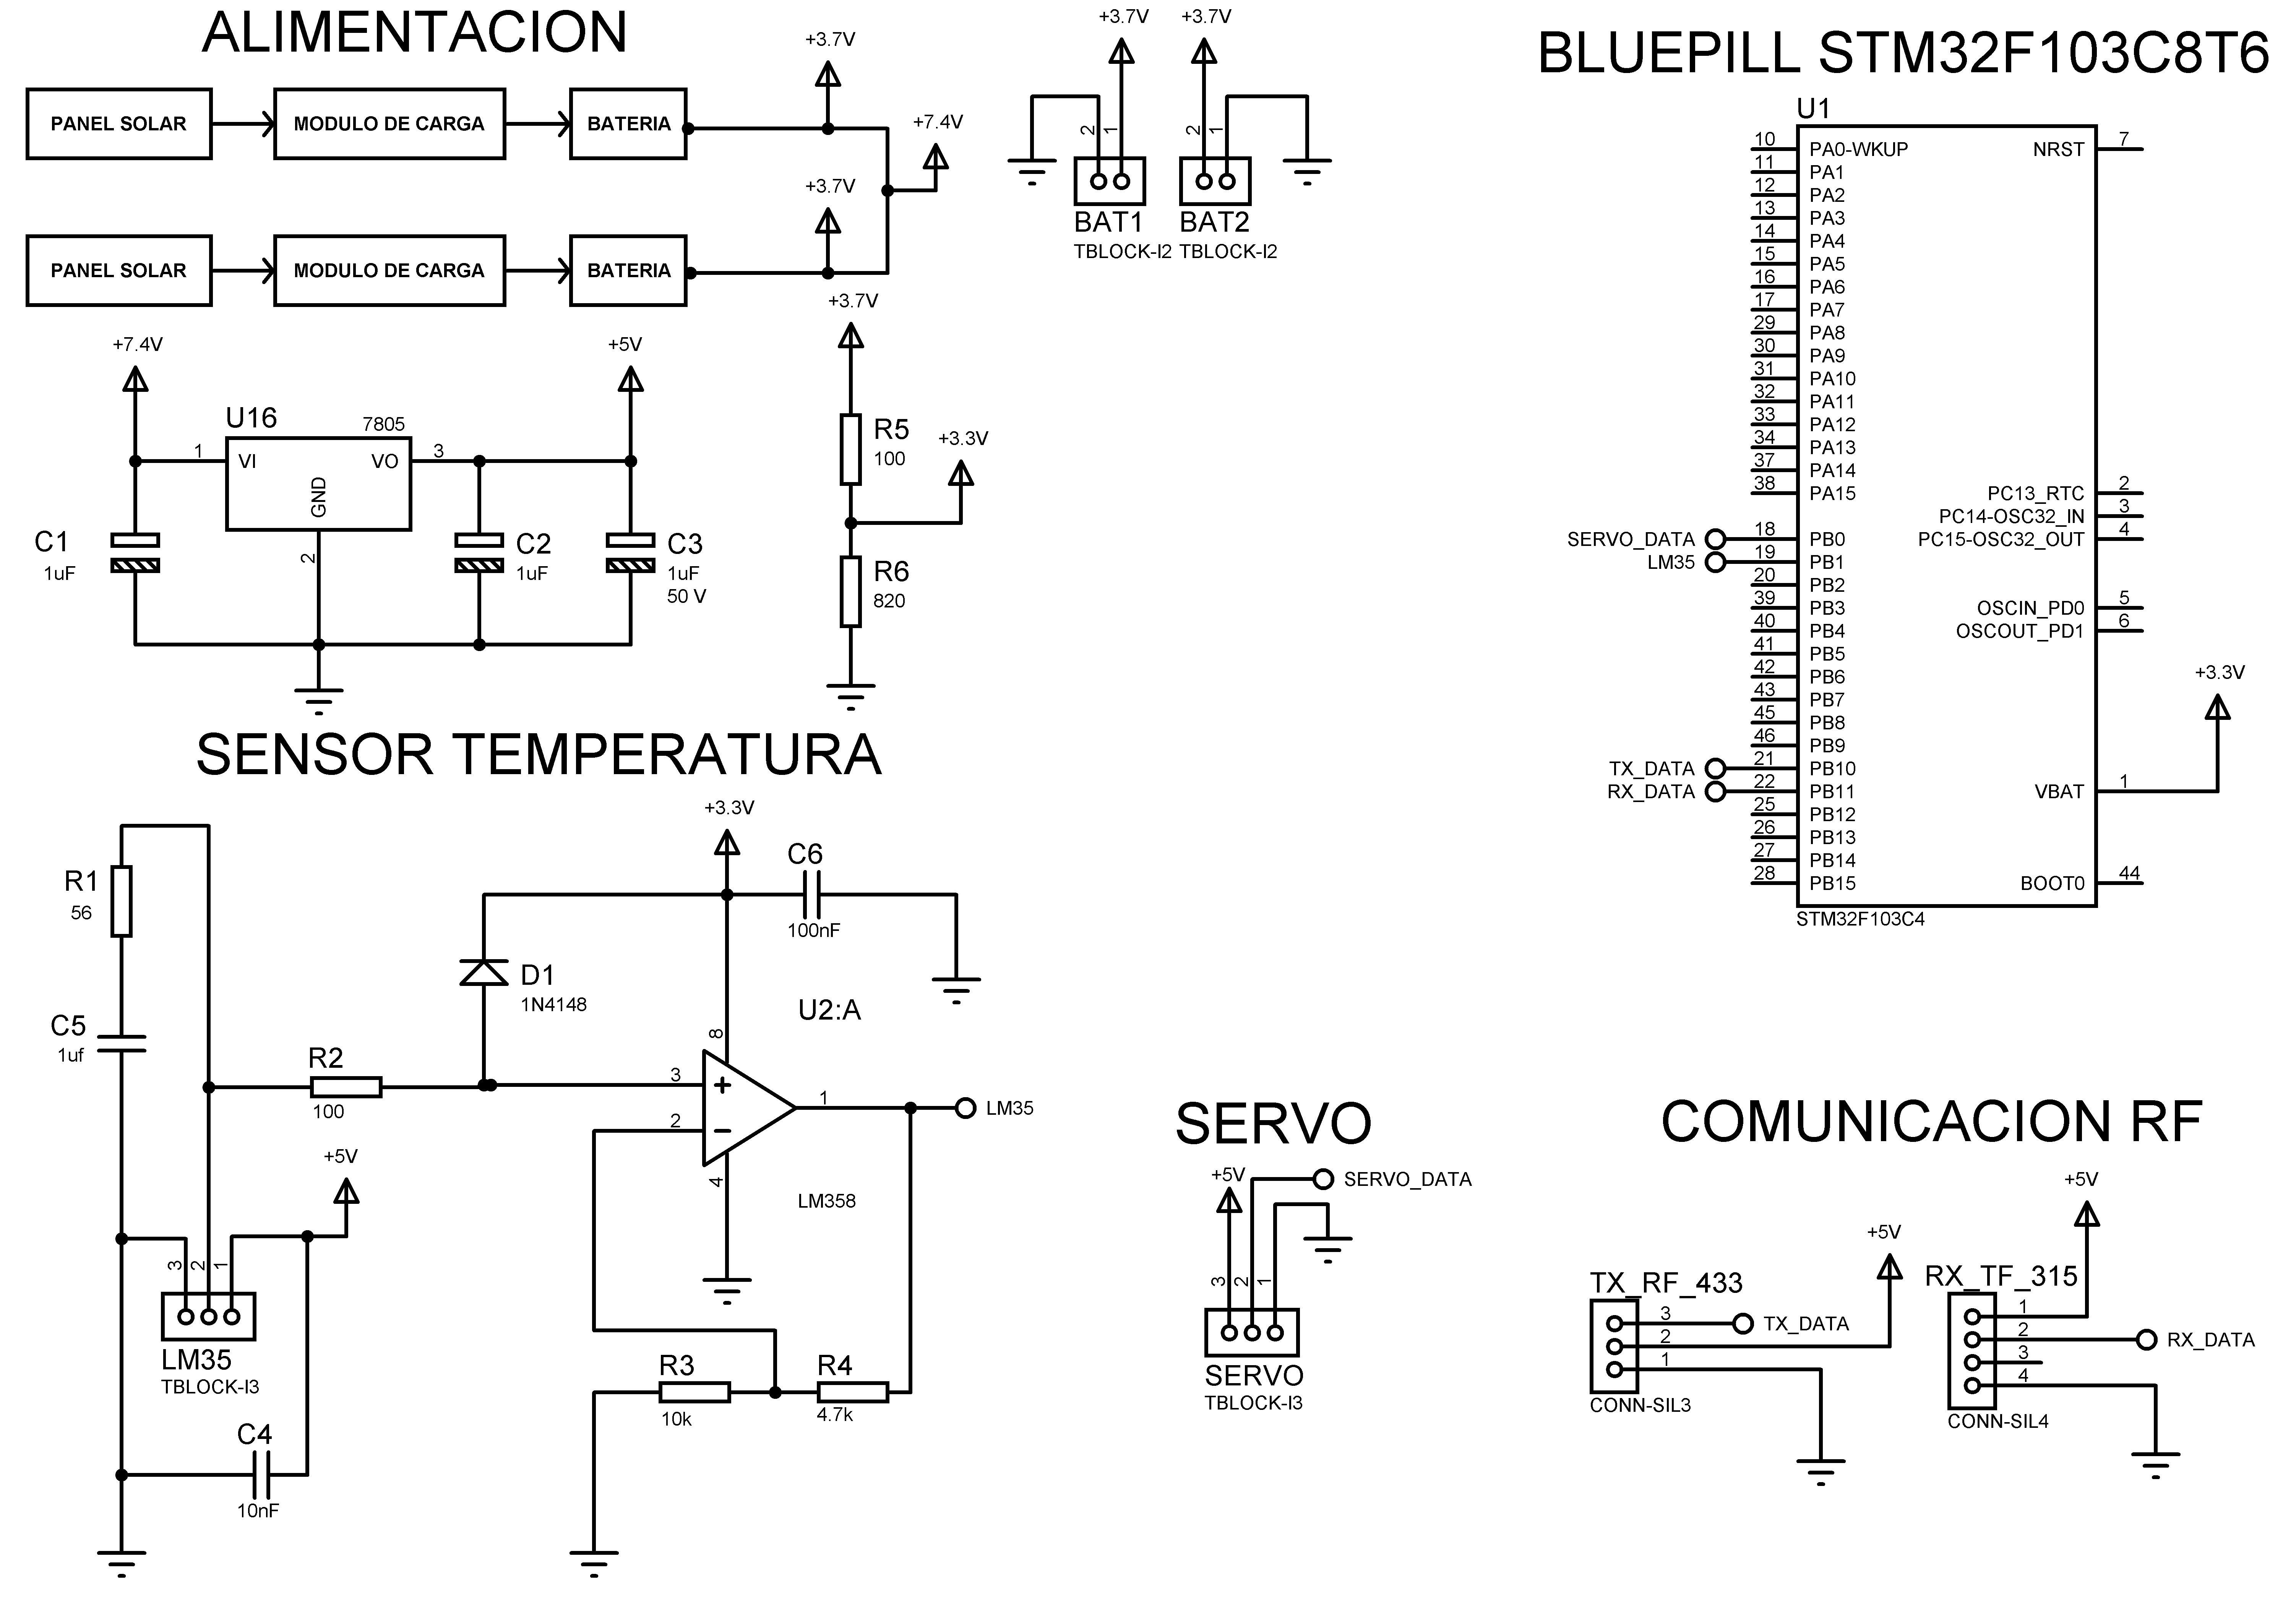 ALIMENTACION
PANEL SOLAR
MODULO DE CARGA
BATERIA
+3.7V
+7.4V
PANEL SOLAR
MODULO DE CARGA
BATERIA
+3.7V
+3.7V
+3.7V
2
1
BAT1
TBLOCK-I2
2
1
BAT2
TBLOCK-I2
+7.4V
+5V
U16
7805
1
VI
VO
3
GND
2
C1
1uF
C2
1uF
C3
1uF
50 V
+3.7V
R5
100
+3.3V
R6
820
BLUEPILL STM32F103C8T6
U1
10 PA0-WKUP
11 PA1
12 PA2
13 PA3
14 PA4
15 PA5
16 PA6
17 PA7
29 PA8
30 PA9
31 PA10
32 PA11
33 PA12
34 PA13
37 PA14
38 PA15
SERVO_DATA 18 PB0
LM35 19 PB1
20 PB2
39 PB3
40 PB4
41 PB5
42 PB6
43 PB7
45 PB8
46 PB9
TX_DATA 21 PB10
RX_DATA 22 PB11
25 PB12
26 PB13
27 PB14
28 PB15
NRST 7
PC13_RTC 2
PC14-OSC32_IN 3
PC15-OSC32_OUT 4
OSCIN_PD0 5
OSCOUT_PD1 6
+3.3V
VBAT 1
BOOT0 44
STM32F103C4
SENSOR TEMPERATURA
R1
56
C5
1uf
R2
100
+5V
3
2
1
LM35
TBLOCK-I3
C4
10nF
+3.3V
C6
100nF
D1
1N4148
U2:A
8
3
+
2
1
4
LM358
LM35
R3
10k
R4
4.7k
SERVO
+5V
SERVO_DATA
3
2
1
SERVO
TBLOCK-I3
COMUNICACION RF
+5V
TX_RF_433
3
TX_DATA
2
1
CONN-SIL3
+5V
RX_TF_315
1
2
RX_DATA
3
4
CONN-SIL4